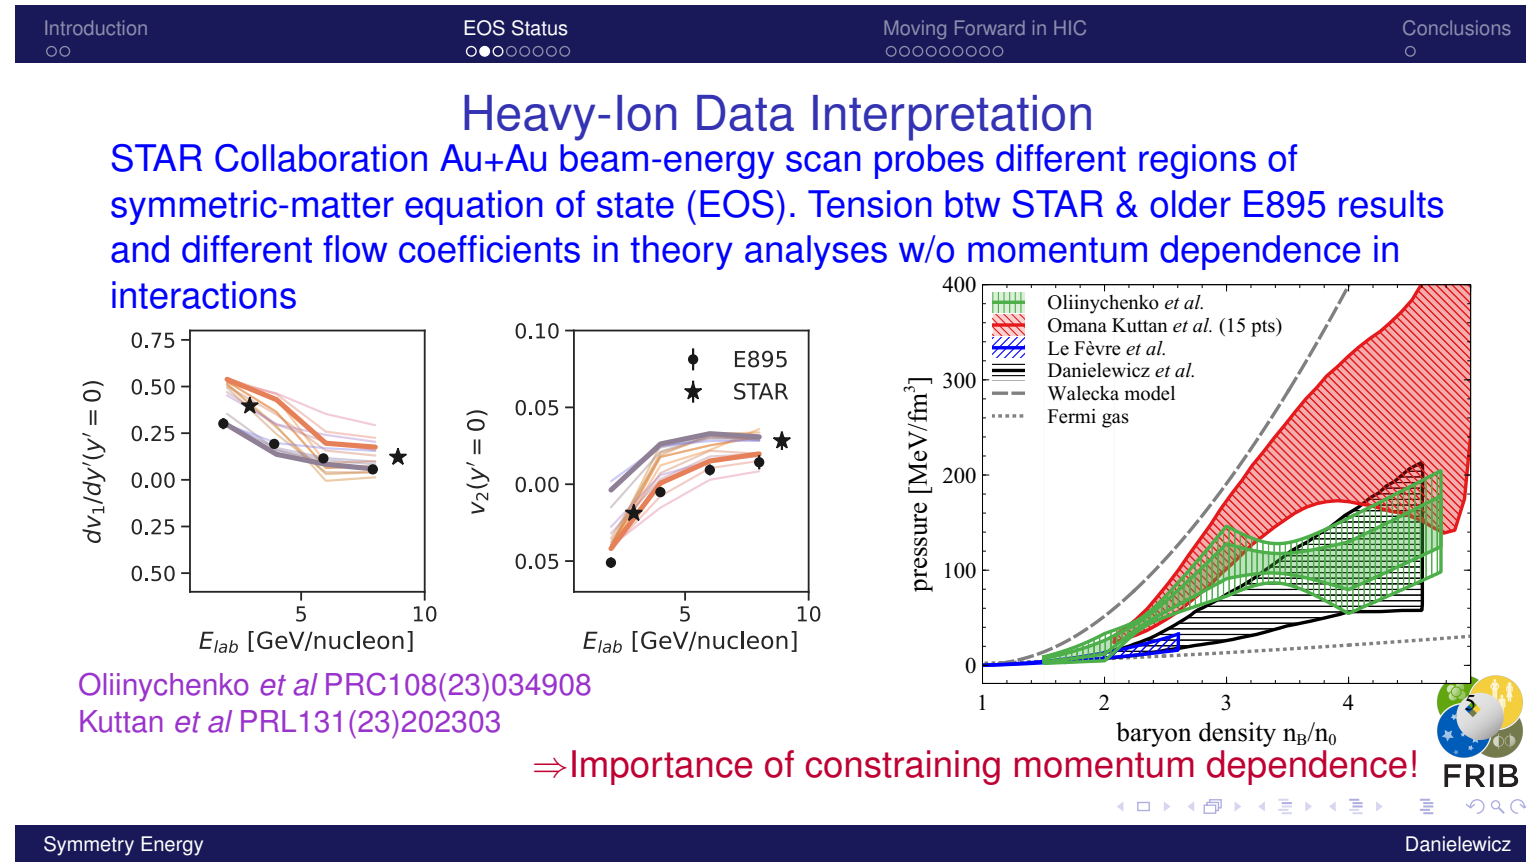 Introduction
EOS Status
Moving Forward in HIC
Conclusions
Heavy-Ion Data Interpretation
STAR Collaboration Au+Au beam-energy scan probes different regions of
symmetric-matter equation of state (EOS). Tension btw STAR & older E895 results
and different flow coefficients in theory analyses w/o momentum dependence in
interactions
0.75
0.50
0.25
0.00
0.25
0.50
5
10
dv₁/dy′(y′ = 0)
E_lab [GeV/nucleon]
0.10
0.05
0.00
0.05
5
10
v₂(y′ = 0)
E_lab [GeV/nucleon]
E895
STAR
400
300
200
100
0
1
2
3
4
5
pressure [MeV/fm³]
baryon density n_B/n₀
Oliinychenko et al.
Omana Kuttan et al. (15 pts)
Le Fèvre et al.
Danielewicz et al.
Walecka model
Fermi gas
Oliinychenko et al PRC108(23)034908
Kuttan et al PRL131(23)202303
⇒Importance of constraining momentum dependence!
FRIB
Symmetry Energy
Danielewicz